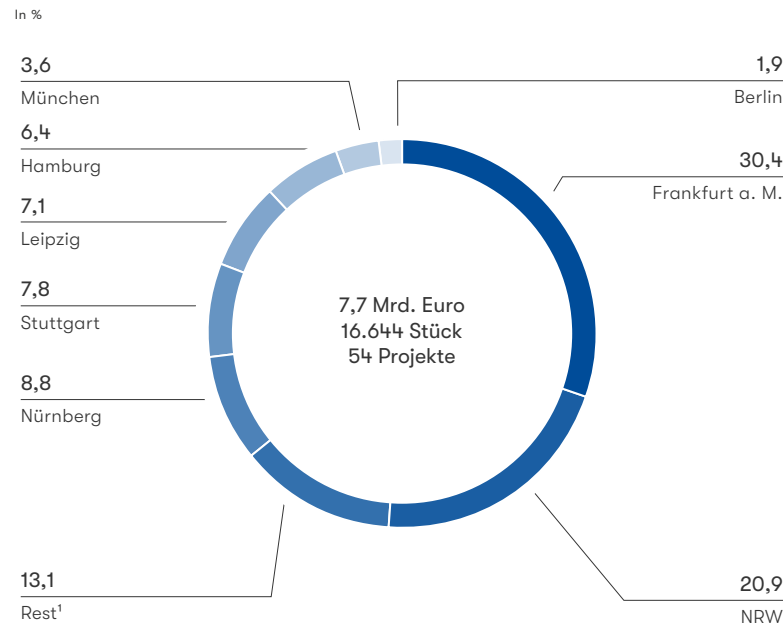 In %
3,6
München
6,4
Hamburg
7,1
Leipzig
7,8
Stuttgart
8,8
Nürnberg
13,1
Rest¹
7,7 Mrd. Euro
16.644 Stück
54 Projekte
1,9
Berlin
30,4
Frankfurt a. M.
20,9
NRW